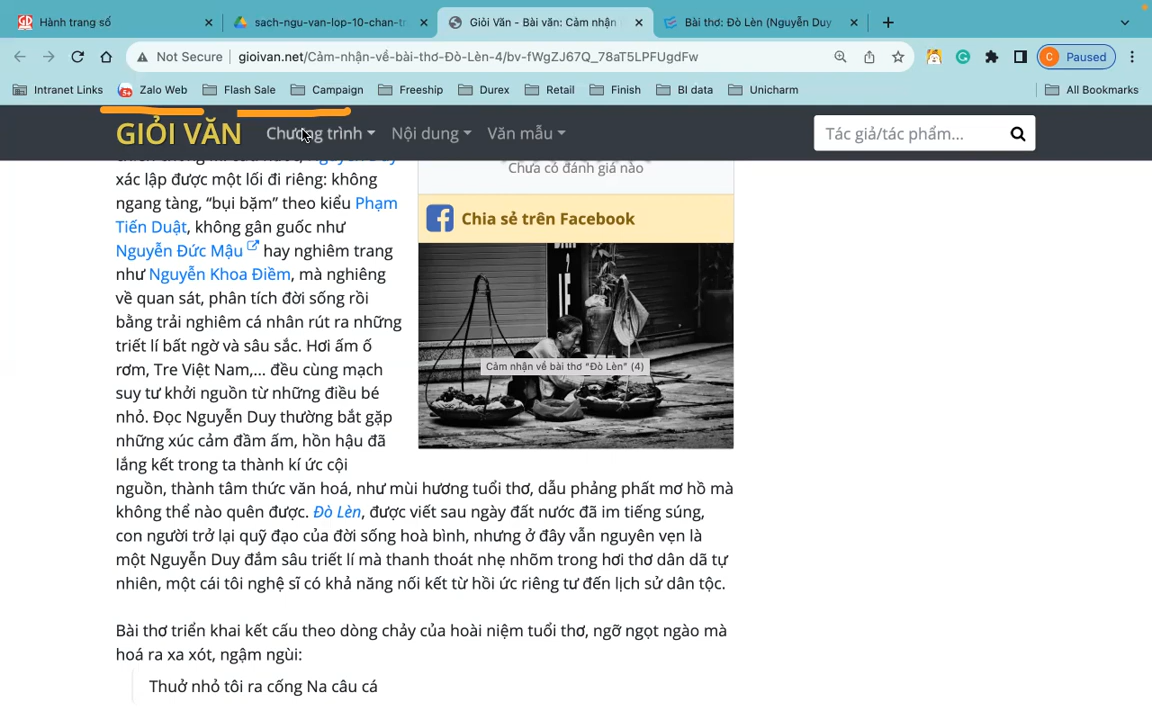 Hành trang số
sach-ngu-van-lop-10-chan-tr
Giỏi Văn - Bài văn: Cảm nhận
Bài thơ: Đò Lèn (Nguyễn Duy
Not Secure
gioivan.net/Cảm-nhận-về-bài-thơ-Đò-Lèn-4/bv-fWgZJ67Q_78aT5LPFUgdFw
C
Paused
Intranet Links
Zalo Web
Flash Sale
Campaign
Freeship
Durex
Retail
Finish
BI data
Unicharm
All Bookmarks
GIỎI VĂN
Chương trình
Nội dung
Văn mẫu
Tác giả/tác phẩm...
xác lập được một lối đi riêng: không
ngang tàng, “bụi bặm” theo kiểu Phạm
Tiến Duật, không gân guốc như
Nguyễn Đức Mậu hay nghiêm trang
như Nguyễn Khoa Điềm, mà nghiêng
về quan sát, phân tích đời sống rồi
bằng trải nghiêm cá nhân rút ra những
triết lí bất ngờ và sâu sắc. Hơi ấm ổ
rơm, Tre Việt Nam,... đều cùng mạch
suy tư khởi nguồn từ những điều bé
nhỏ. Đọc Nguyễn Duy thường bắt gặp
những xúc cảm đầm ấm, hồn hậu đã
lắng kết trong ta thành kí ức cội
nguồn, thành tâm thức văn hoá, như mùi hương tuổi thơ, dẫu phảng phất mơ hồ mà
không thể nào quên được. Đò Lèn, được viết sau ngày đất nước đã im tiếng súng,
con người trở lại quỹ đạo của đời sống hoà bình, nhưng ở đây vẫn nguyên vẹn là
một Nguyễn Duy đắm sâu triết lí mà thanh thoát nhẹ nhõm trong hơi thơ dân dã tự
nhiên, một cái tôi nghệ sĩ có khả năng nối kết từ hồi ức riêng tư đến lịch sử dân tộc.
Chưa có đánh giá nào
Chia sẻ trên Facebook
Cảm nhận về bài thơ "Đò Lèn" (4)
Bài thơ triển khai kết cấu theo dòng chảy của hoài niệm tuổi thơ, ngỡ ngọt ngào mà
hoá ra xa xót, ngậm ngùi:
Thuở nhỏ tôi ra cống Na câu cá